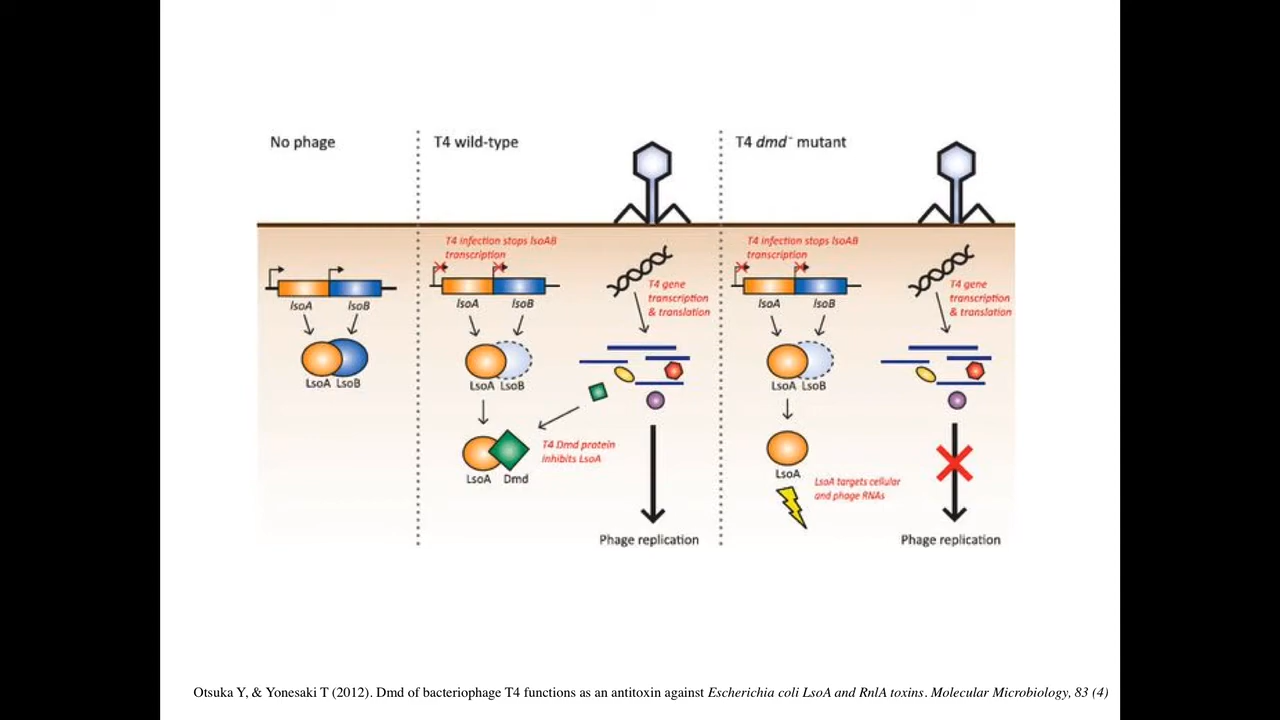 No phage
lsoA
lsoB
LsoA LsoB
T4 wild-type
T4 infection stops lsoAB
transcription
lsoA
lsoB
LsoA LsoB
LsoA Dmd
T4 Dmd protein
inhibits LsoA
T4 gene
transcription
& translation
Phage replication
T4 dmd⁻ mutant
T4 infection stops lsoAB
transcription
lsoA
lsoB
LsoA LsoB
LsoA
LsoA targets cellular
and phage RNAs
T4 gene
transcription
& translation
Phage replication
Otsuka Y, & Yonesaki T (2012). Dmd of bacteriophage T4 functions as an antitoxin against Escherichia coli LsoA and RnlA toxins. Molecular Microbiology, 83 (4)